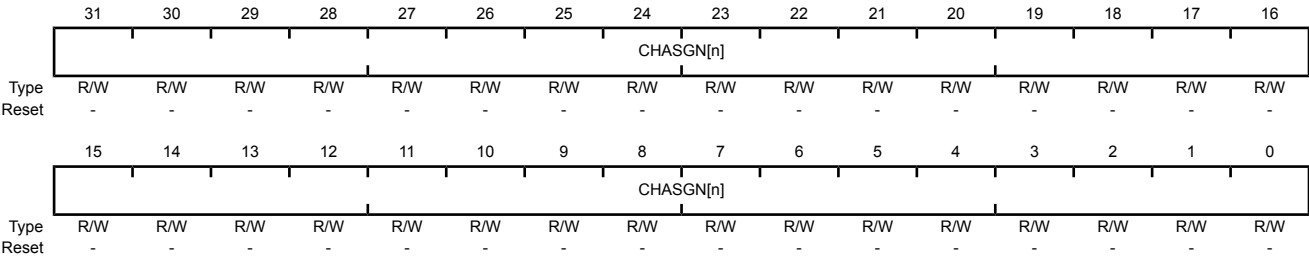 31 30 29 28 27 26 25 24 23 22 21 20 19 18 17 16
CHASGN[n]
Type R/W R/W R/W R/W R/W R/W R/W R/W R/W R/W R/W R/W R/W R/W R/W R/W
Reset - - - - - - - - - - - - - - - -
15 14 13 12 11 10 9 8 7 6 5 4 3 2 1 0
CHASGN[n]
Type R/W R/W R/W R/W R/W R/W R/W R/W R/W R/W R/W R/W R/W R/W R/W R/W
Reset - - - - - - - - - - - - - - - -